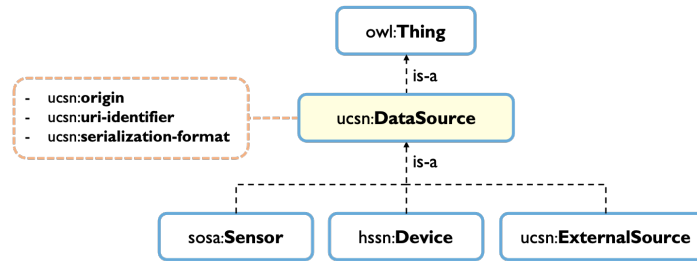 owl:Thing
is-a
- ucsn:origin
- ucsn:uri-identifier
- ucsn:serialization-format
ucsn:DataSource
is-a
sosa:Sensor
hssn:Device
ucsn:ExternalSource